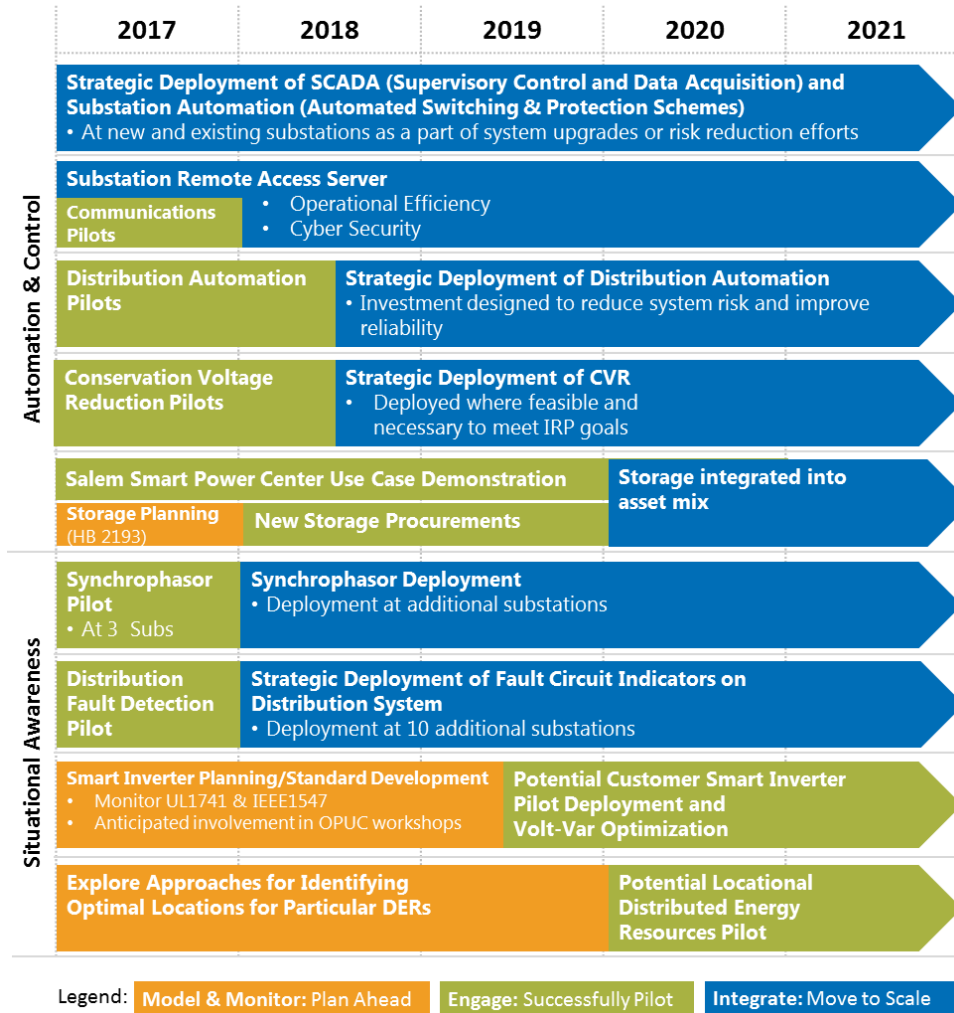 2017 2018 2019 2020 2021
Automation & Control
Strategic Deployment of SCADA (Supervisory Control and Data Acquisition) and
Substation Automation (Automated Switching & Protection Schemes)
• At new and existing substations as a part of system upgrades or risk reduction efforts
Substation Remote Access Server
• Operational Efficiency
• Cyber Security
Communications
Pilots
Distribution Automation
Pilots
Strategic Deployment of Distribution Automation
• Investment designed to reduce system risk and improve
reliability
Conservation Voltage
Reduction Pilots
Strategic Deployment of CVR
• Deployed where feasible and
necessary to meet IRP goals
Salem Smart Power Center Use Case Demonstration
Storage Planning
(HB 2193)
New Storage Procurements
Storage integrated into
asset mix
Situational Awareness
Synchrophasor
Pilot
• At 3 Subs
Synchrophasor Deployment
• Deployment at additional substations
Distribution
Fault Detection
Pilot
Strategic Deployment of Fault Circuit Indicators on
Distribution System
• Deployment at 10 additional substations
Smart Inverter Planning/Standard Development
• Monitor UL1741 & IEEE1547
• Anticipated involvement in OPUC workshops
Potential Customer Smart Inverter
Pilot Deployment and
Volt-Var Optimization
Explore Approaches for Identifying
Optimal Locations for Particular DERs
Potential Locational
Distributed Energy
Resources Pilot
Legend: Model & Monitor: Plan Ahead Engage: Successfully Pilot Integrate: Move to Scale